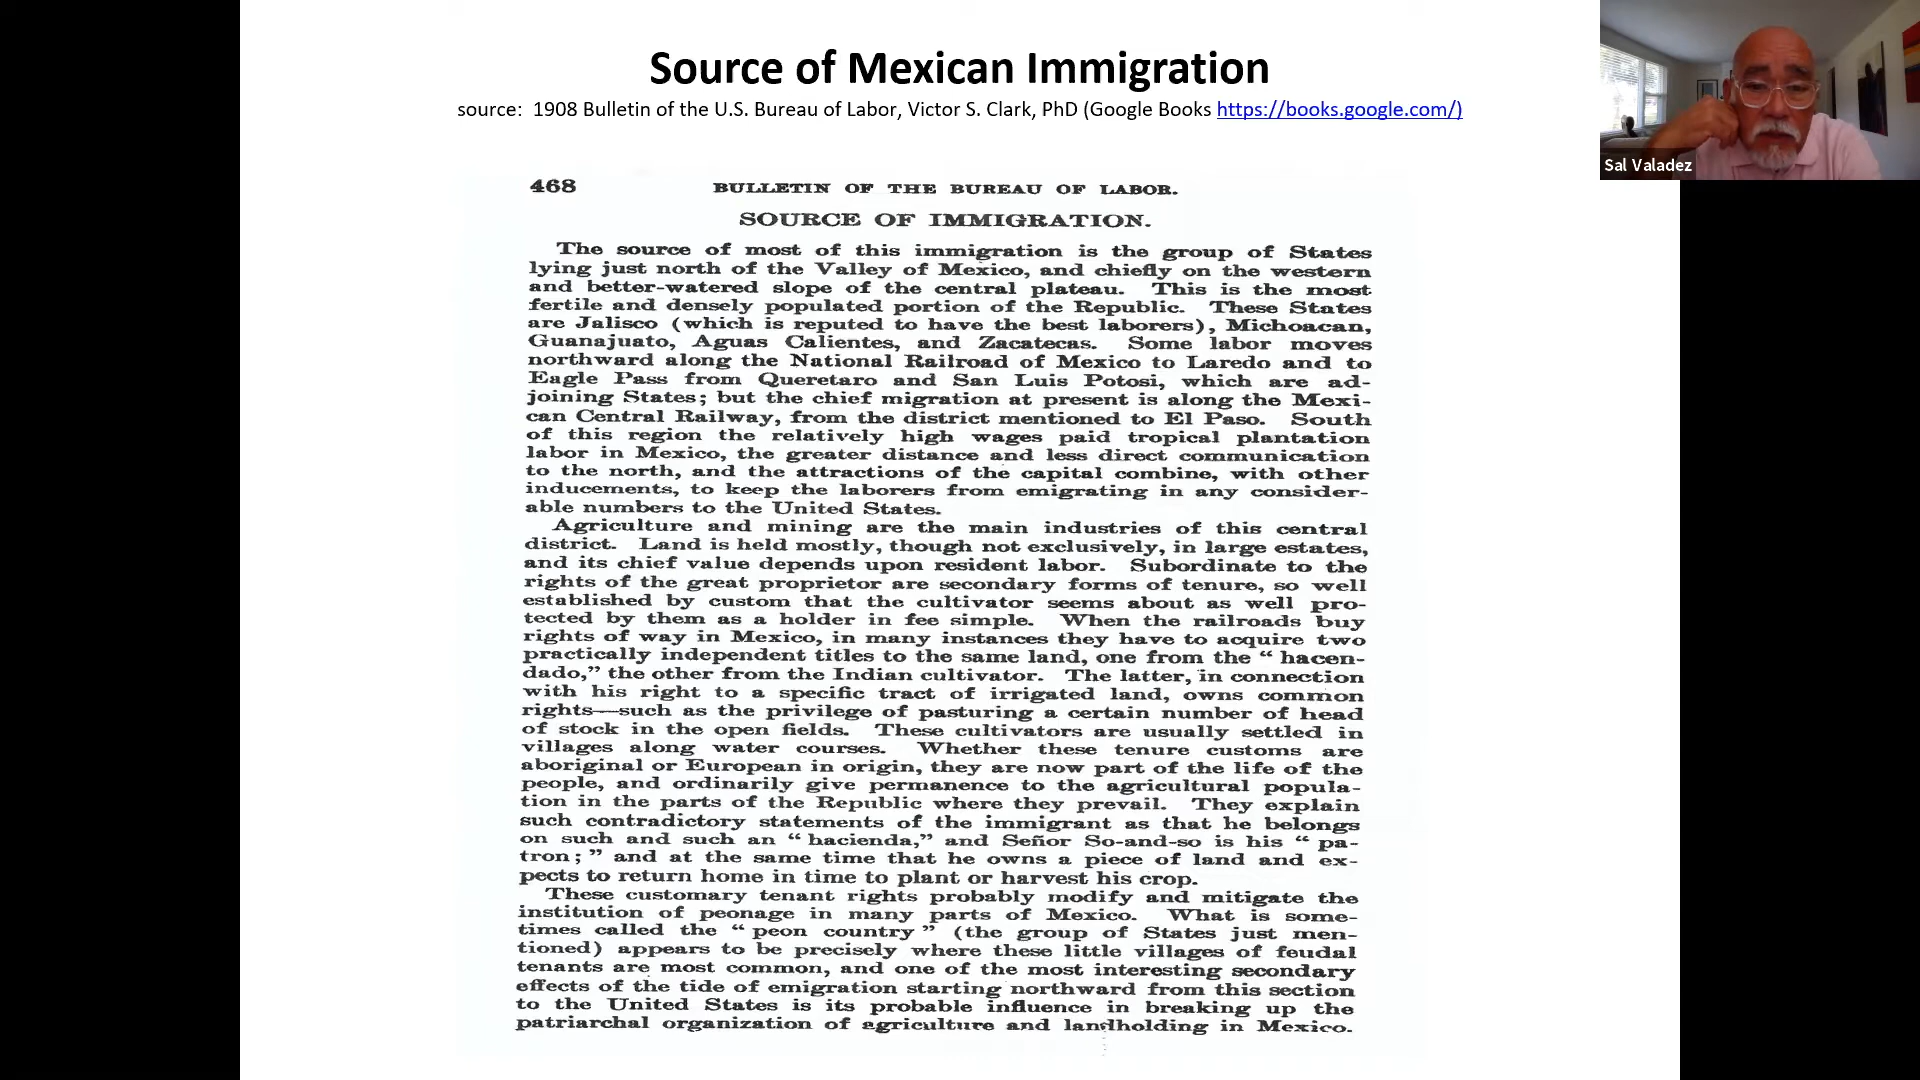 Source of Mexican Immigration
source: 1908 Bulletin of the U.S. Bureau of Labor, Victor S. Clark, PhD (Google Books https://books.google.com/)
Sal Valadez
468 BULLETIN OF THE BUREAU OF LABOR.
SOURCE OF IMMIGRATION.
The source of most of this immigration is the group of States
lying just north of the Valley of Mexico, and chiefly on the western
and better-watered slope of the central plateau. This is the most
fertile and densely populated portion of the Republic. These States
are Jalisco (which is reputed to have the best laborers), Michoacan,
Guanajuato, Aguas Calientes, and Zacatecas. Some labor moves
northward along the National Railroad of Mexico to Laredo and to
Eagle Pass from Queretaro and San Luis Potosi, which are ad-
joining States; but the chief migration at present is along the Mexi-
can Central Railway, from the district mentioned to El Paso. South
of this region the relatively high wages paid tropical plantation
labor in Mexico, the greater distance and less direct communication
to the north, and the attractions of the capital combine, with other
inducements, to keep the laborers from emigrating in any consider-
able numbers to the United States.
Agriculture and mining are the main industries of this central
district. Land is held mostly, though not exclusively, in large estates,
and its chief value depends upon resident labor. Subordinate to the
rights of the great proprietor are secondary forms of tenure, so well
established by custom that the cultivator seems about as well pro-
tected by them as a holder in fee simple. When the railroads buy
rights of way in Mexico, in many instances they have to acquire two
practically independent titles to the same land, one from the “ hacen-
dado,” the other from the Indian cultivator. The latter, in connection
with his right to a specific tract of irrigated land, owns common
rights—such as the privilege of pasturing a certain number of head
of stock in the open fields. These cultivators are usually settled in
villages along water courses. Whether these tenure customs are
aboriginal or European in origin, they are now part of the life of the
people, and ordinarily give permanence to the agricultural popula-
tion in the parts of the Republic where they prevail. They explain
such contradictory statements of the immigrant as that he belongs
on such and such an “ hacienda,” and Señor So-and-so is his “ pa-
tron; ” and at the same time that he owns a piece of land and ex-
pects to return home in time to plant or harvest his crop.
These customary tenant rights probably modify and mitigate the
institution of peonage in many parts of Mexico. What is some-
times called the “ peon country ” (the group of States just men-
tioned) appears to be precisely where these little villages of feudal
tenants are most common, and one of the most interesting secondary
effects of the tide of emigration starting northward from this section
to the United States is its probable influence in breaking up the
patriarchal organization of agriculture and landholding in Mexico.